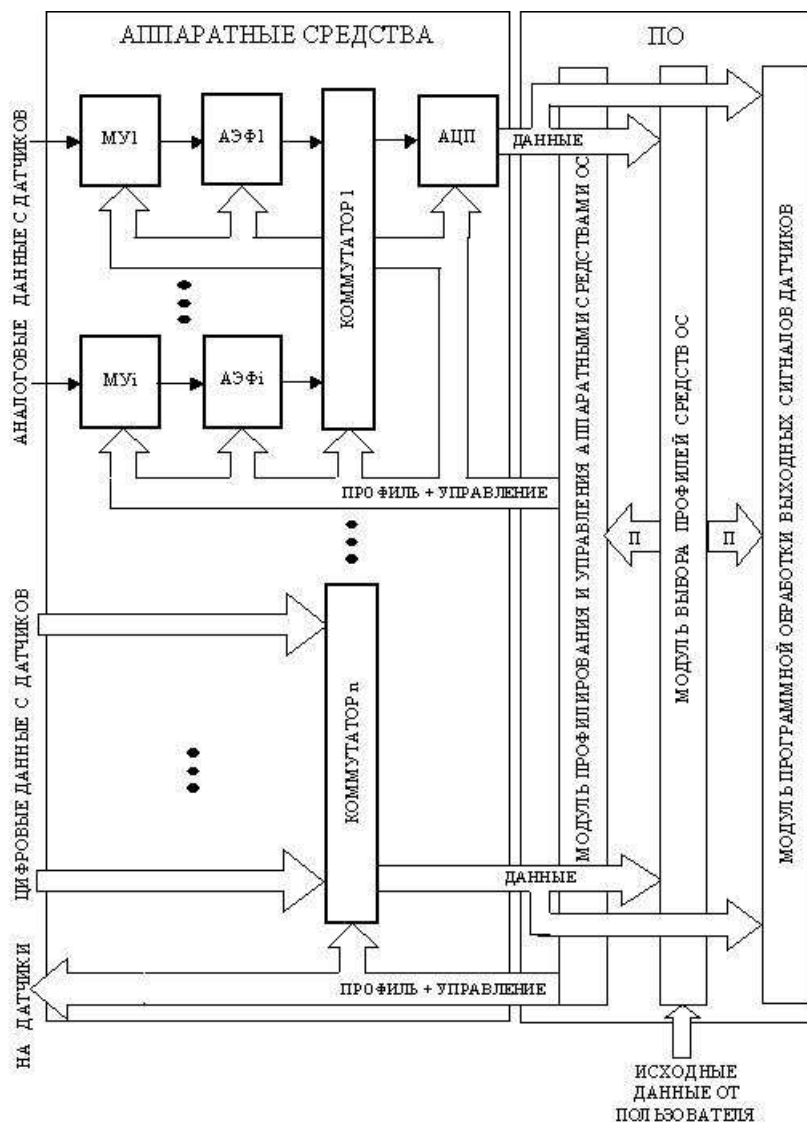 АППАРАТНЫЕ СРЕДСТВА
ПО
АНАЛОГОВЫЕ ДАННЫЕ С ДАТЧИКОВ
МУ1
АЭФ1
КОММУТАТОР 1
АЦП
ДАННЫЕ
МУi
АЭФi
ПРОФИЛЬ + УПРАВЛЕНИЕ
МОДУЛЬ ПРОФИЛИРОВАНИЯ И УПРАВЛЕНИЯ АППАРАТНЫМИ СРЕДСТВАМИ ОС
П
МОДУЛЬ ВЫБОРА ПРОФИЛЕЙ СРЕДСТВ ОС
П
МОДУЛЬ ПРОГРАММНОЙ ОБРАБОТКИ ВЫХОДНЫХ СИГНАЛОВ ДАТЧИКОВ
ЦИФРОВЫЕ ДАННЫЕ С ДАТЧИКОВ
КОММУТАТОР n
ДАННЫЕ
НА ДАТЧИКИ
ПРОФИЛЬ + УПРАВЛЕНИЕ
ИСХОДНЫЕ
ДАННЫЕ ОТ
ПОЛЬЗОВАТЕЛЯ